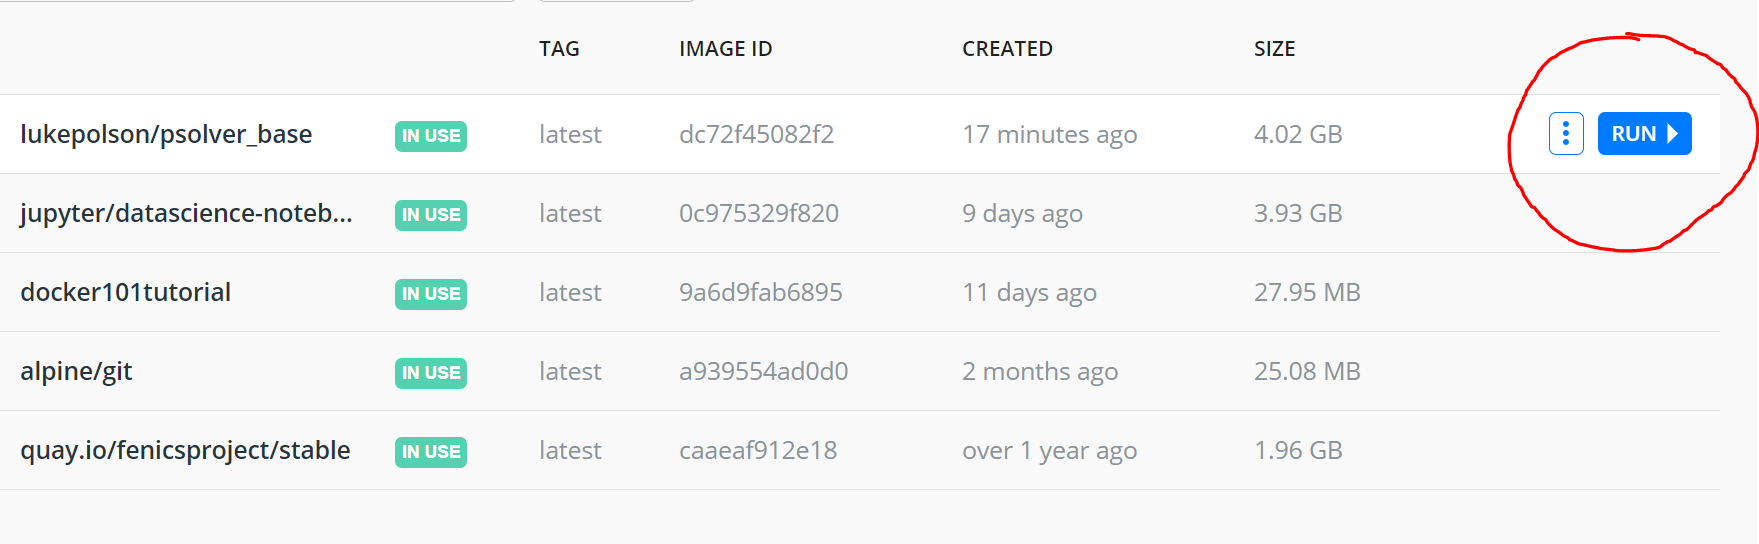 TAG IMAGE ID CREATED SIZE
lukepolson/psolver_base IN USE latest dc72f45082f2 17 minutes ago 4.02 GB RUN
jupyter/datascience-noteb... IN USE latest 0c975329f820 9 days ago 3.93 GB
docker101tutorial IN USE latest 9a6d9fab6895 11 days ago 27.95 MB
alpine/git IN USE latest a939554ad0d0 2 months ago 25.08 MB
quay.io/fenicsproject/stable IN USE latest caaeaf912e18 over 1 year ago 1.96 GB